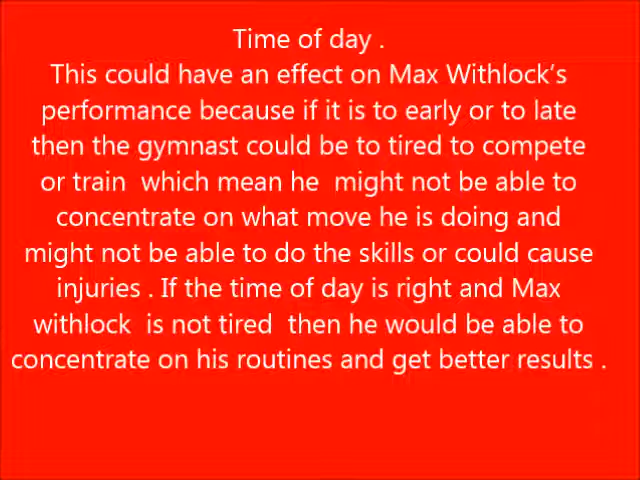 Time of day .
This could have an effect on Max Withlock’s
performance because if it is to early or to late
then the gymnast could be to tired to compete
or train  which mean he  might not be able to
concentrate on what move he is doing and
might not be able to do the skills or could cause
injuries . If the time of day is right and Max
withlock  is not tired  then he would be able to
concentrate on his routines and get better results .